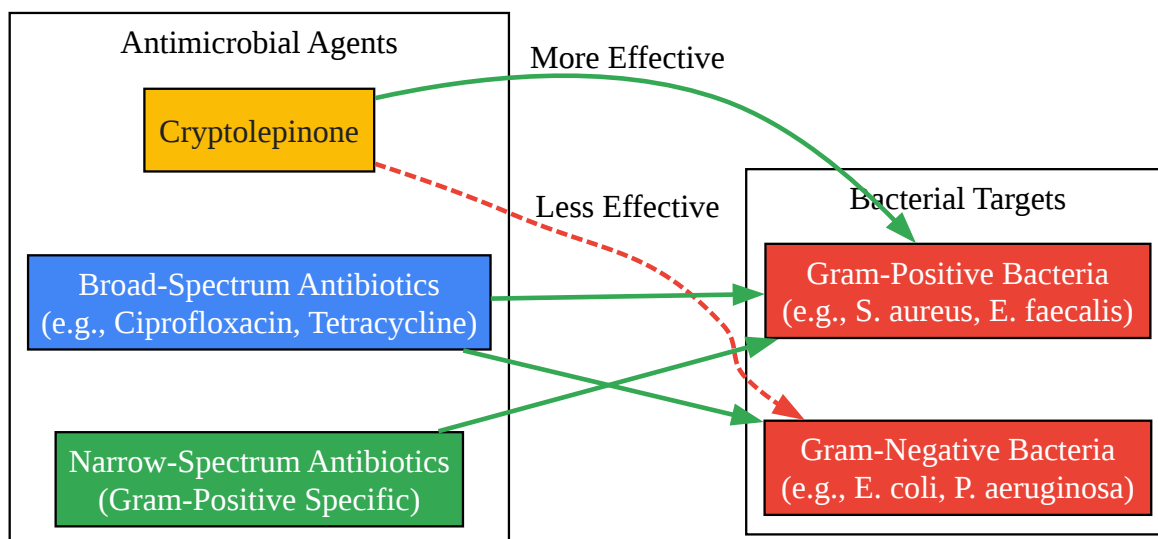 Antimicrobial Agents
Cryptolepinone
More Effective
Less Effective
Broad-Spectrum Antibiotics
(e.g., Ciprofloxacin, Tetracycline)
Narrow-Spectrum Antibiotics
(Gram-Positive Specific)
Bacterial Targets
Gram-Positive Bacteria
(e.g., S. aureus, E. faecalis)
Gram-Negative Bacteria
(e.g., E. coli, P. aeruginosa)